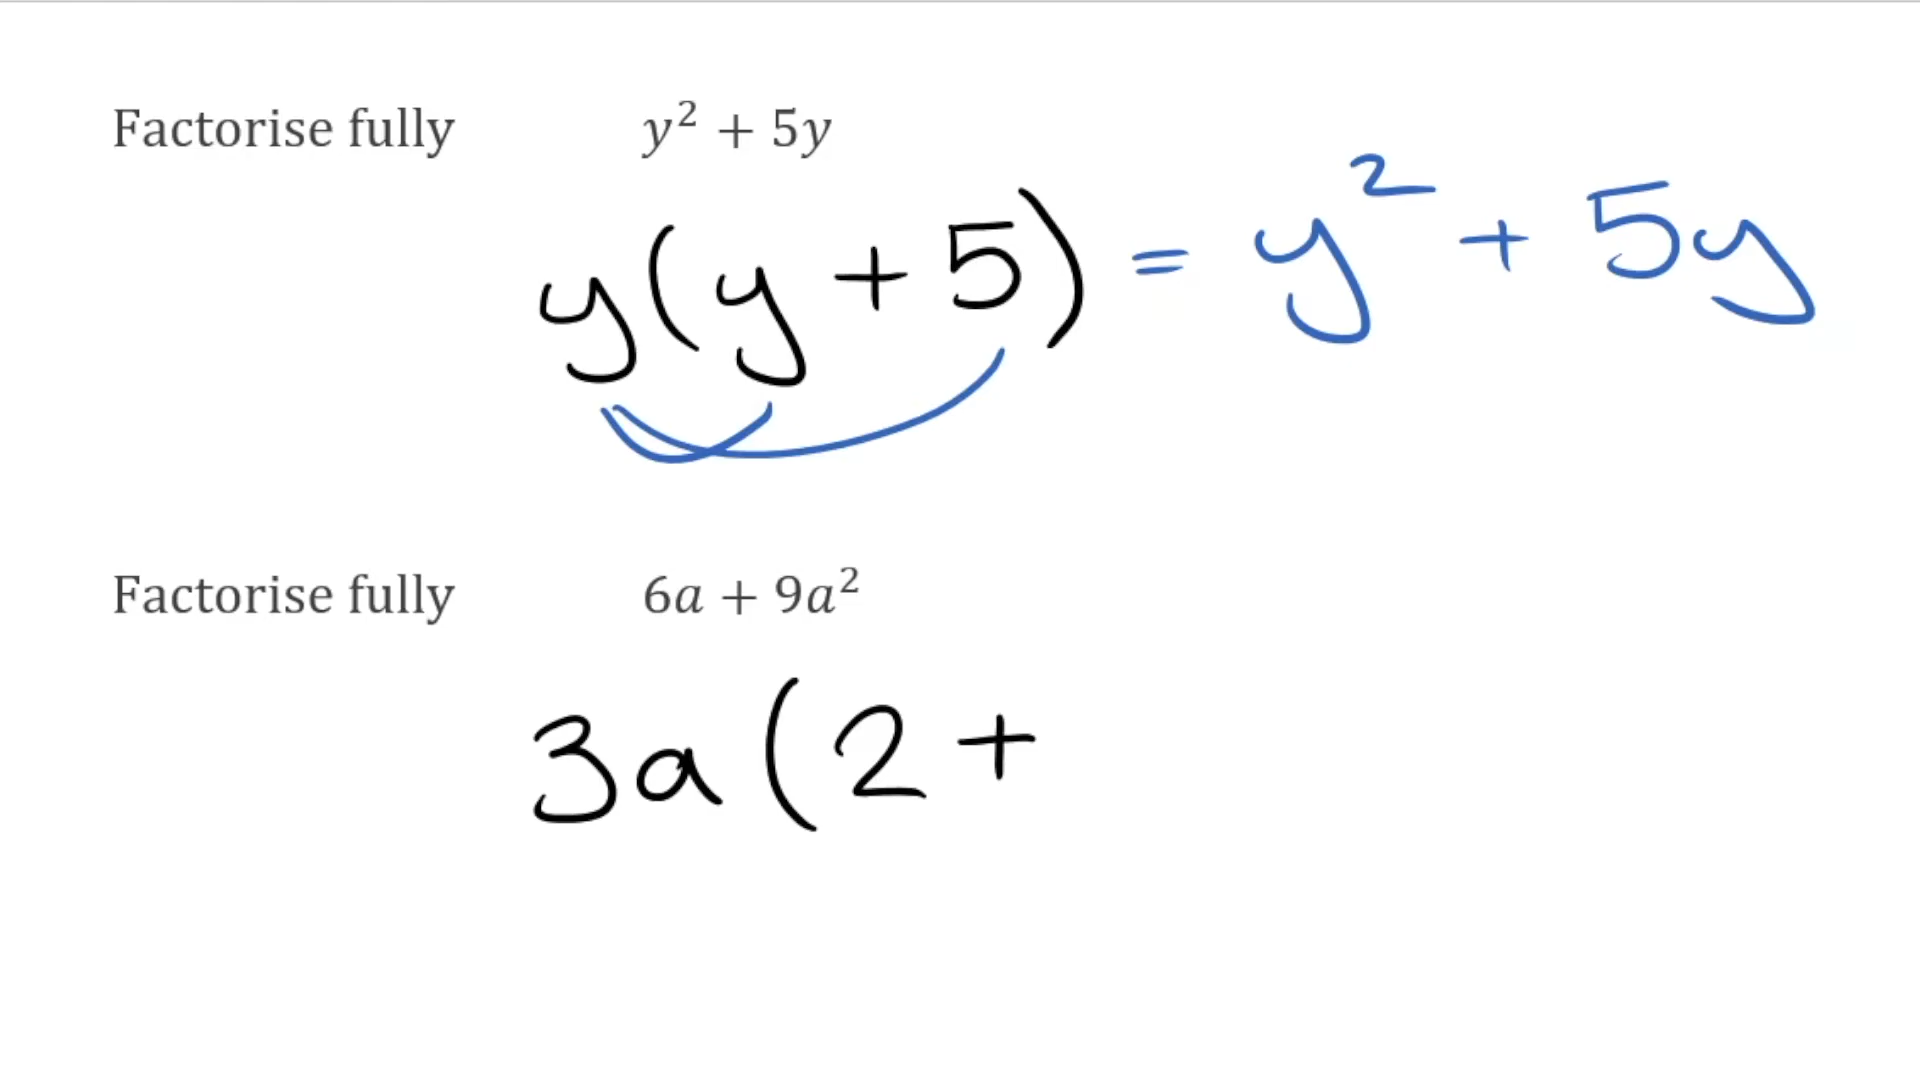 Factorise fully y² + 5y
y(y + 5) = y² + 5y
Factorise fully 6a + 9a²
3a(2 +